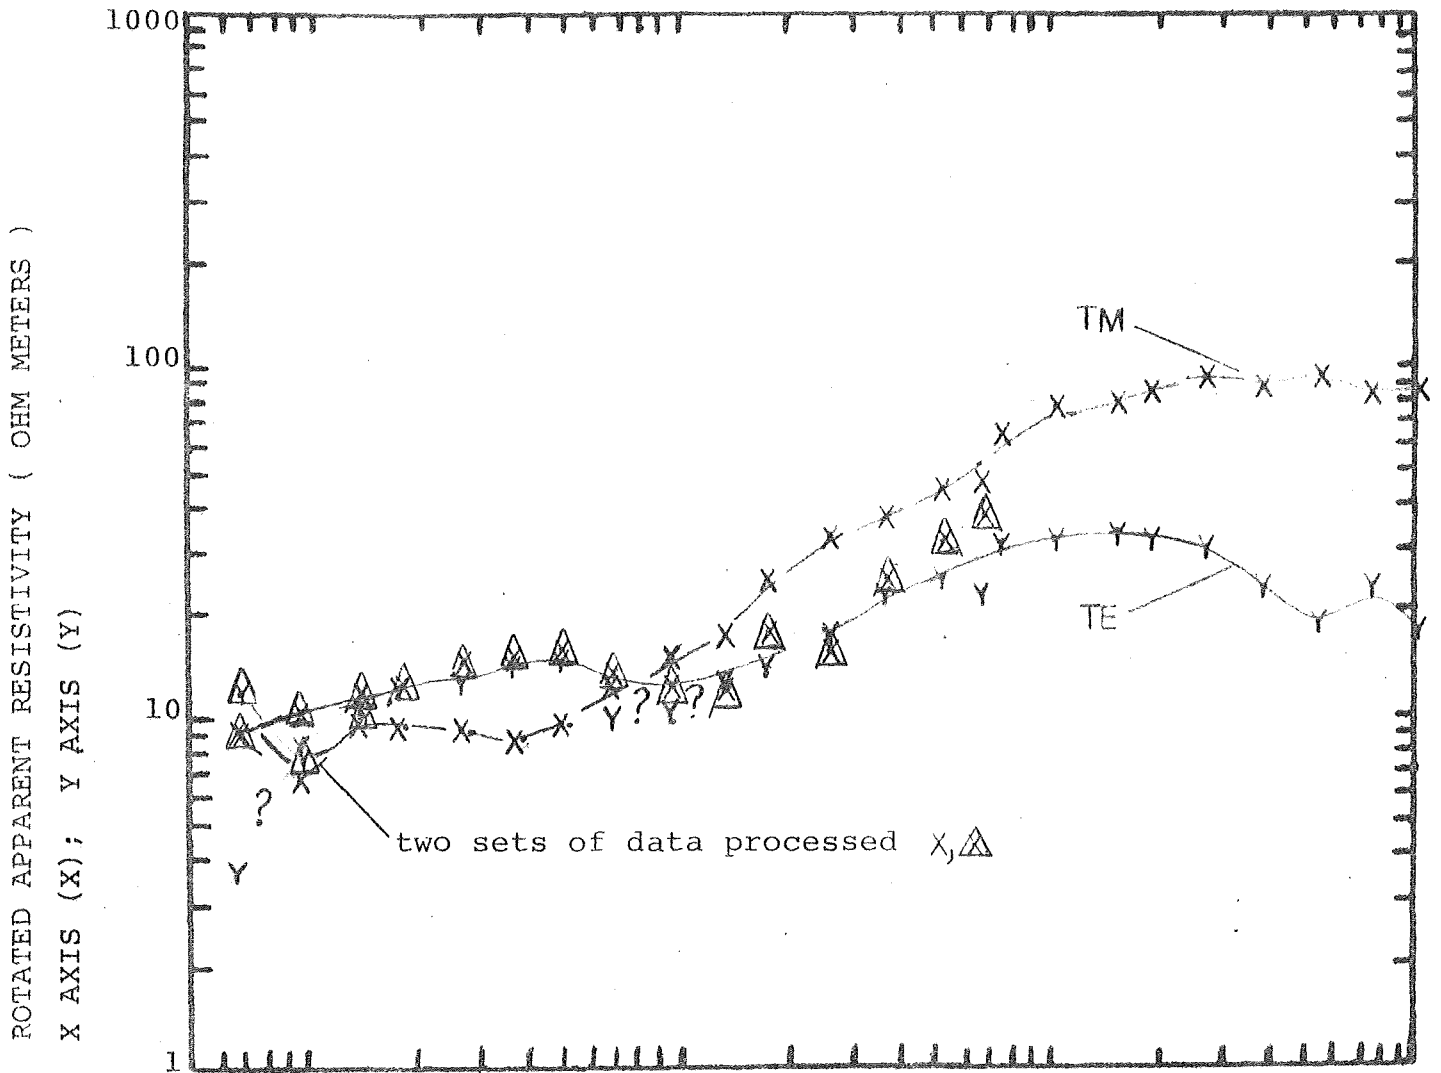 1000
100
10
1
ROTATED APPARENT RESISTIVITY ( OHM METERS )
X AXIS (X); Y AXIS (Y)
TM
TE
?
?
?
two sets of data processed X,